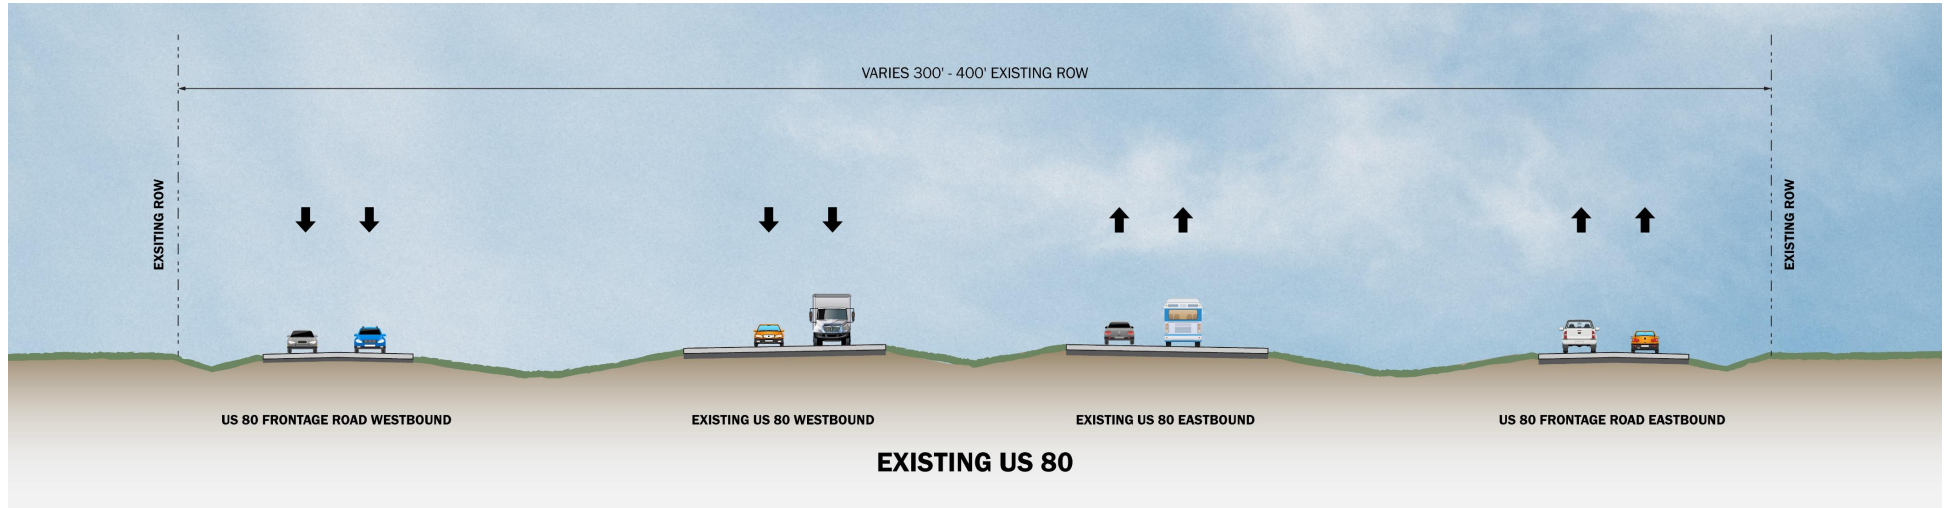 VARIES 300' - 400' EXISTING ROW
EXSITING ROW
EXISTING ROW
US 80 FRONTAGE ROAD WESTBOUND
EXISTING US 80 WESTBOUND
EXISTING US 80 EASTBOUND
US 80 FRONTAGE ROAD EASTBOUND
EXISTING US 80